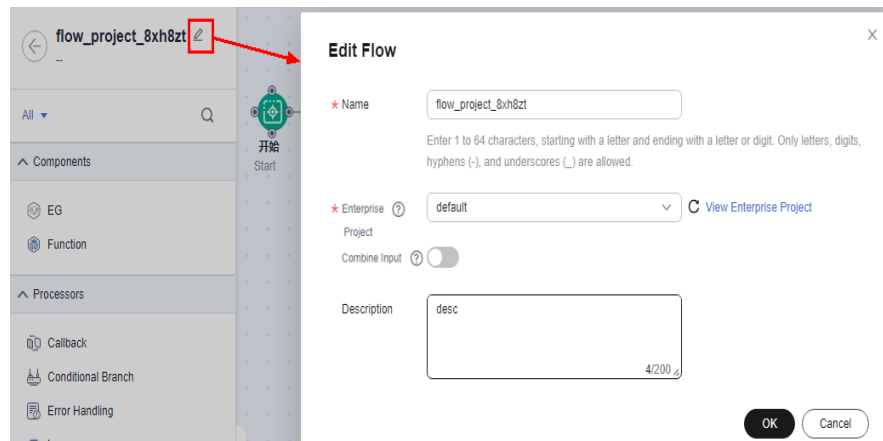 flow_project_8xh8zt
--
All
Components
EG
Function
Processors
Callback
Conditional Branch
Error Handling
开始
Start
Edit Flow
* Name
flow_project_8xh8zt
Enter 1 to 64 characters, starting with a letter and ending with a letter or digit. Only letters, digits,
hyphens (-), and underscores (_) are allowed.
* Enterprise ?
Project
default
View Enterprise Project
Combine Input ?
Description
desc
4/200
OK
Cancel